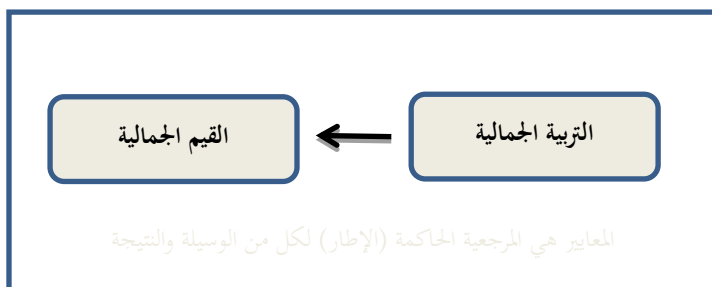 التربية الجمالية
القيم الجمالية
المعايير هي المرجعية الحاكمة (الإطار) لكل من الوسيلة والنتيجة